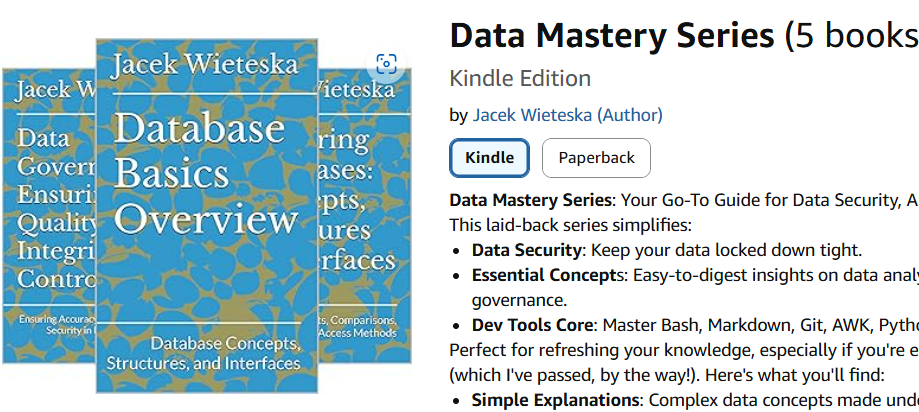 Jacek W
Data
Govern
Ensuri
Quality
Integri
Contro
Ensuring Accurac
Security in
Jacek Wieteska
Database
Basics
Overview
Database Concepts,
Structures, and Interfaces
ieteska
ring
ases:
pts,
ures
rfaces
ts, Comparisons,
Access Methods
Data Mastery Series (5 books
Kindle Edition
by Jacek Wieteska (Author)
Kindle
Paperback
Data Mastery Series: Your Go-To Guide for Data Security, A
This laid-back series simplifies:
• Data Security: Keep your data locked down tight.
• Essential Concepts: Easy-to-digest insights on data analy
governance.
• Dev Tools Core: Master Bash, Markdown, Git, AWK, Pytho
Perfect for refreshing your knowledge, especially if you're e
(which I've passed, by the way!). Here's what you'll find:
• Simple Explanations: Complex data concepts made unde